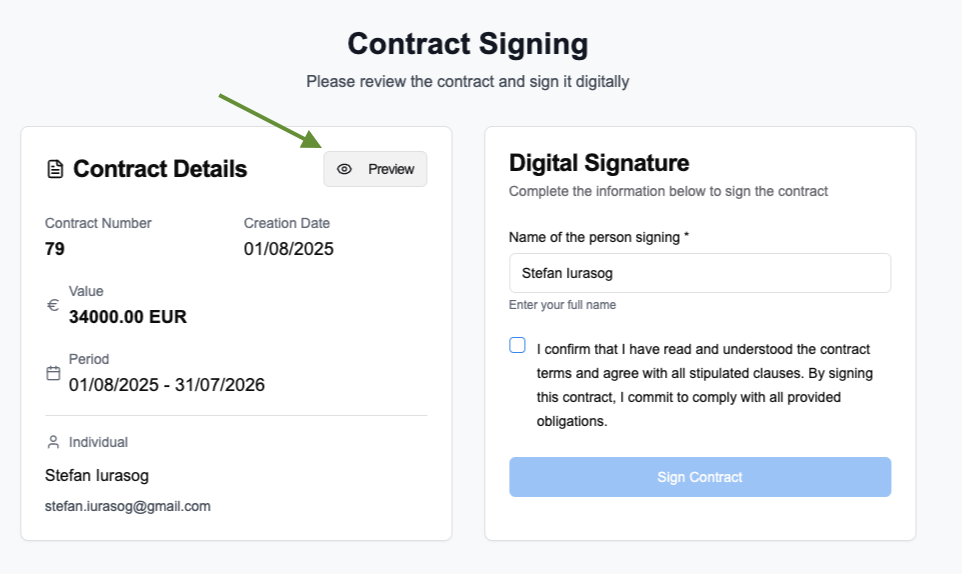 Contract Signing
Please review the contract and sign it digitally
Contract Details
Preview
Contract Number
Creation Date
79
01/08/2025
Value
€
34000.00 EUR
Period
01/08/2025 - 31/07/2026
Individual
Stefan Iurasog
stefan.iurasog@gmail.com
Digital Signature
Complete the information below to sign the contract
Name of the person signing *
Stefan Iurasog
Enter your full name
I confirm that I have read and understood the contract
terms and agree with all stipulated clauses. By signing
this contract, I commit to comply with all provided
obligations.
Sign Contract